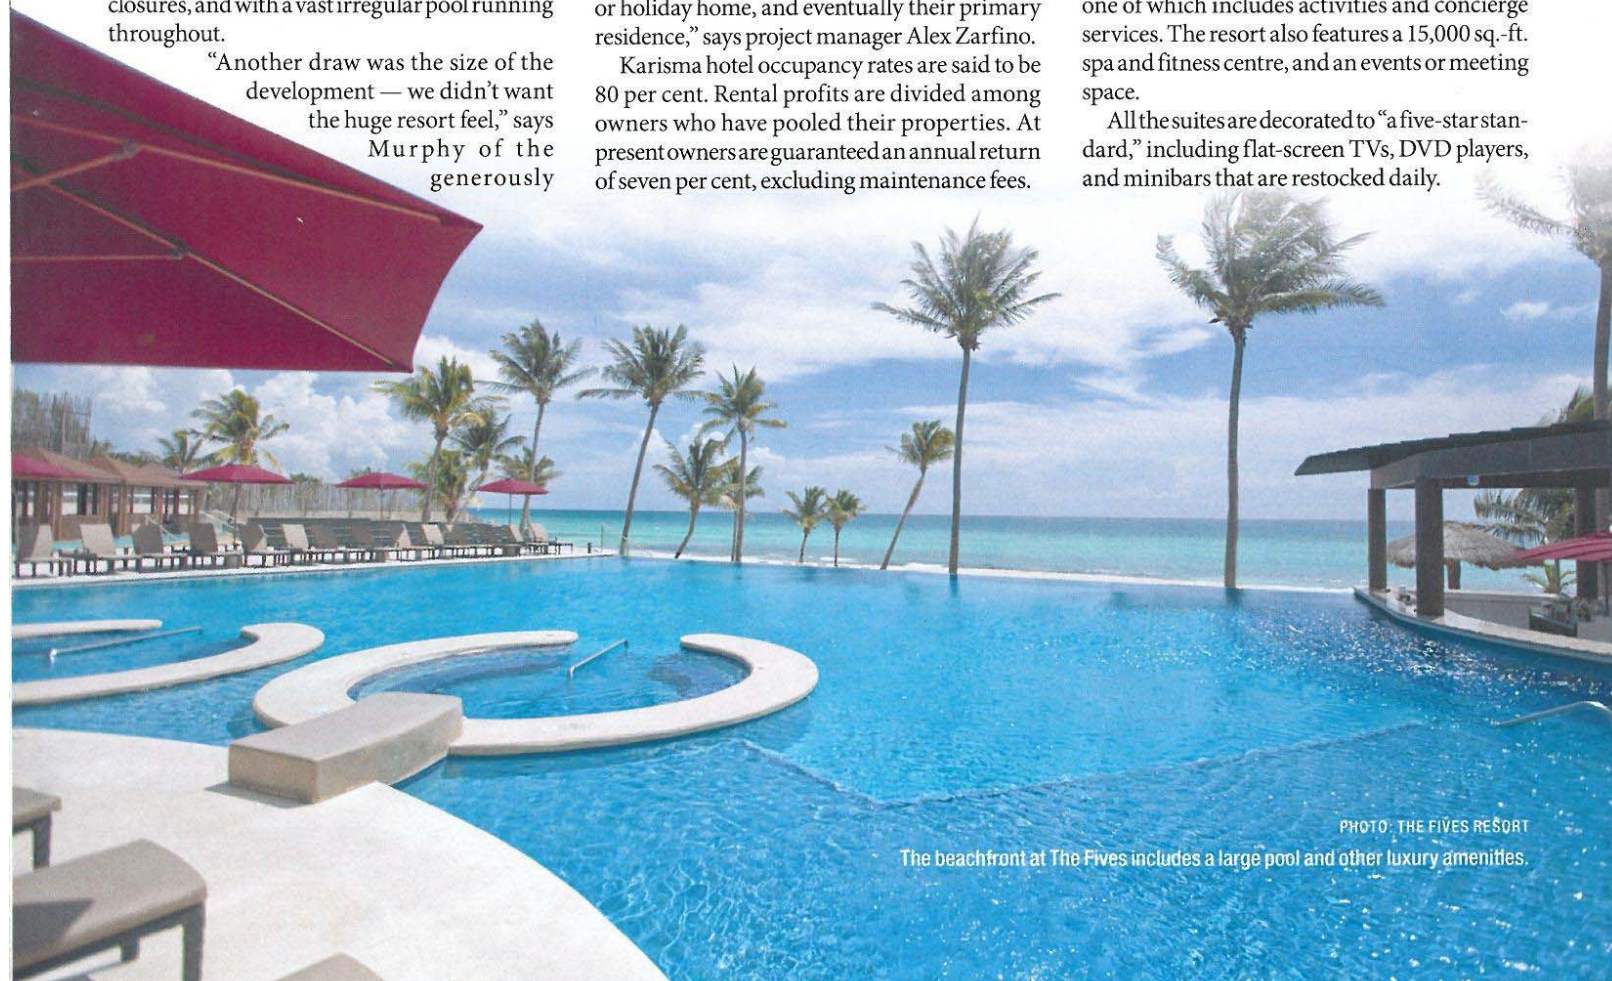 closures, and with a vast irregular pool running
throughout.
"Another draw was the size of the
development — we didn't want
the huge resort feel," says
Murphy of the
generously
or holiday home, and eventually their primary
residence," says project manager Alex Zarfino.
Karisma hotel occupancy rates are said to be
80 per cent. Rental profits are divided among
owners who have pooled their properties. At
present owners are guaranteed an annual return
of seven per cent, excluding maintenance fees.
one of which includes activities and concierge
services. The resort also features a 15,000 sq.-ft.
spa and fitness centre, and an events or meeting
space.
All the suites are decorated to "a five-star stan-
dard," including flat-screen TVs, DVD players,
and minibars that are restocked daily.
PHOTO: THE FIVES RESORT
The beachfront at The Fives includes a large pool and other luxury amenities.